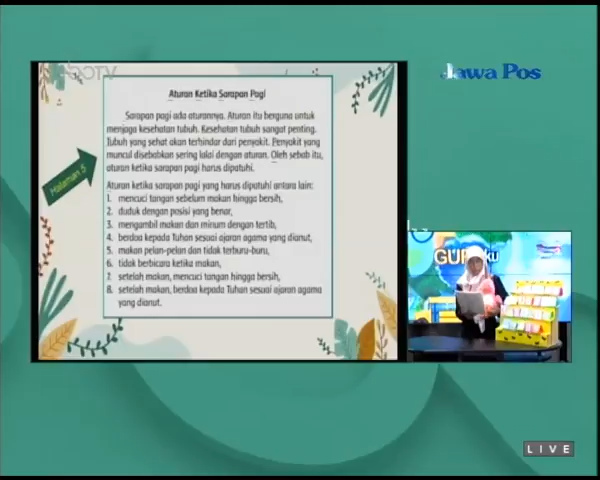 Jawa Pos
Aturan Ketika Sarapan Pagi
Sarapan pagi ada aturannya. Aturan itu berguna untuk
menjaga kesehatan tubuh. Kesehatan tubuh sangat penting.
Tubuh yang sehat akan terhindar dari penyakit. Penyakit yang
muncul disebabkan sering lalai dengan aturan. Oleh sebab itu,
aturan ketika sarapan pagi harus dipatuhi.
Halaman 5
Aturan ketika sarapan pagi yang harus dipatuhi antara lain:
1. mencuci tangan sebelum makan hingga bersih,
2. duduk dengan posisi yang benar,
3. mengambil makan dan minum dengan tertib,
4. berdoa kepada Tuhan sesuai ajaran agama yang dianut,
5. makan pelan-pelan dan tidak terburu-buru,
6. tidak berbicara ketika makan,
7. setelah makan, mencuci tangan hingga bersih,
8. setelah makan, berdoa kepada Tuhan sesuai ajaran agama
yang dianut.
LIVE